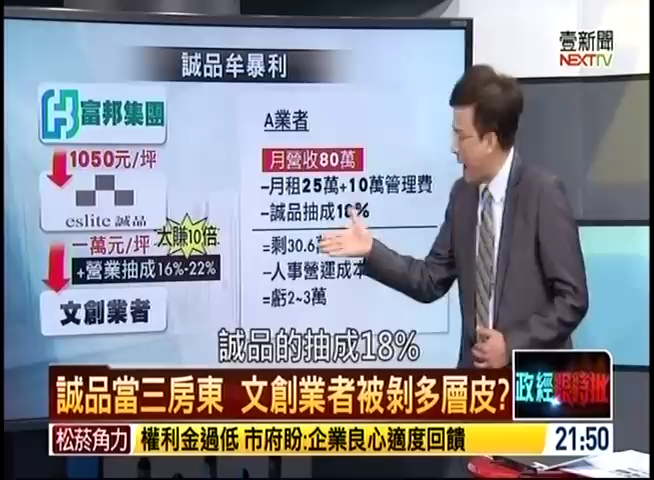 壹新聞
NEXTTV
誠品牟暴利
富邦集團
1050元/坪
eslite 誠品
一萬元/坪
大賺10倍
+營業抽成16%-22%
文創業者
A業者
月營收80萬
–月租25萬+10萬管理費
–誠品抽成18%
=剩30.6
–人事營運成本
=虧2~3萬
誠品的抽成18%
誠品當三房東 文創業者被剝多層皮?
政經
松菸角力
權利金過低 市府盼:企業良心適度回饋
21:50